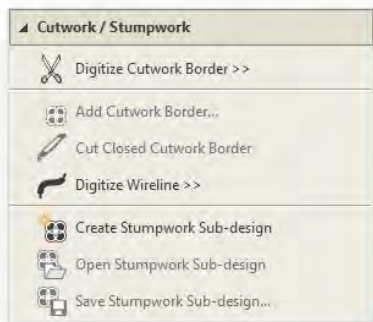 Cutwork / Stumpwork
Digitize Cutwork Border >>
Add Cutwork Border...
Cut Closed Cutwork Border
Digitize Wireline >>
Create Stumpwork Sub-design
Open Stumpwork Sub-design
Save Stumpwork Sub-design...